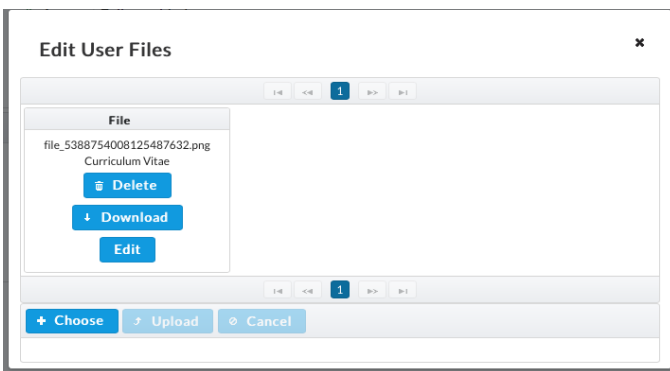 Edit User Files
1
File
file_5388754008125487632.png
Curriculum Vitae
Delete
Download
Edit
1
Choose Upload Cancel